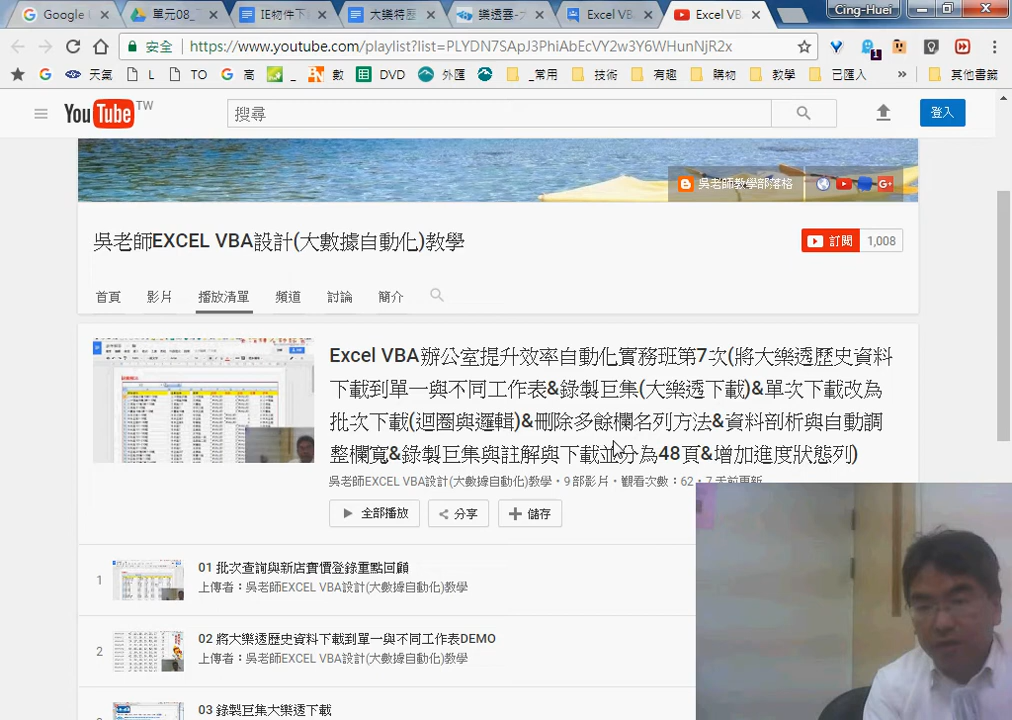 Google (
單元08_
IE物件下
大樂特歷
樂透雲-大
Excel VB
Excel VB
Cing-Huei
安全
https://www.youtube.com/playlist?list=PLYDN7SApJ3PhiAbEcVY2w3Y6WHunNjR2x
天氣
L
TO
高
數
DVD
外匯
_常用
技術
有趣
購物
教學
已匯入
»
其他書籤
YouTube TW
搜尋
登入
吳老師教學部落格
吳老師EXCEL VBA設計(大數據自動化)教學
訂閱 1,008
首頁 影片 播放清單 頻道 討論 簡介
Excel VBA辦公室提升效率自動化實務班第7次(將大樂透歷史資料
下載到單一與不同工作表&錄製巨集(大樂透下載)&單次下載改為
批次下載(迴圈與邏輯)&刪除多餘欄名列方法&資料剖析與自動調
整欄寬&錄製巨集與註解與下載並分為48頁&增加進度狀態列)
吳老師EXCEL VBA設計(大數據自動化)教學・9 部影片・觀看次數：62・7 天前更新
全部播放 分享 儲存
1
01 批次查詢與新店實價登錄重點回顧
上傳者：吳老師EXCEL VBA設計(大數據自動化)教學
2
02 將大樂透歷史資料下載到單一與不同工作表DEMO
上傳者：吳老師EXCEL VBA設計(大數據自動化)教學
03 錄製巨集大樂透下載